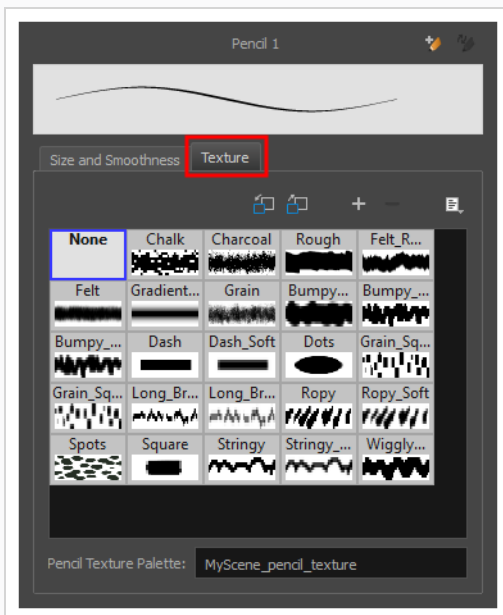 Pencil 1
Size and Smoothness Texture
None Chalk Charcoal Rough Felt_R...
Felt Gradient... Grain Bumpy... Bumpy_...
Bumpy_... Dash Dash_Soft Dots Grain_Sq...
Grain_Sq... Long_Br... Long_Br... Ropy Ropy_Soft
Spots Square Stringy Stringy_... Wiggly...
Pencil Texture Palette: MyScene_pencil_texture